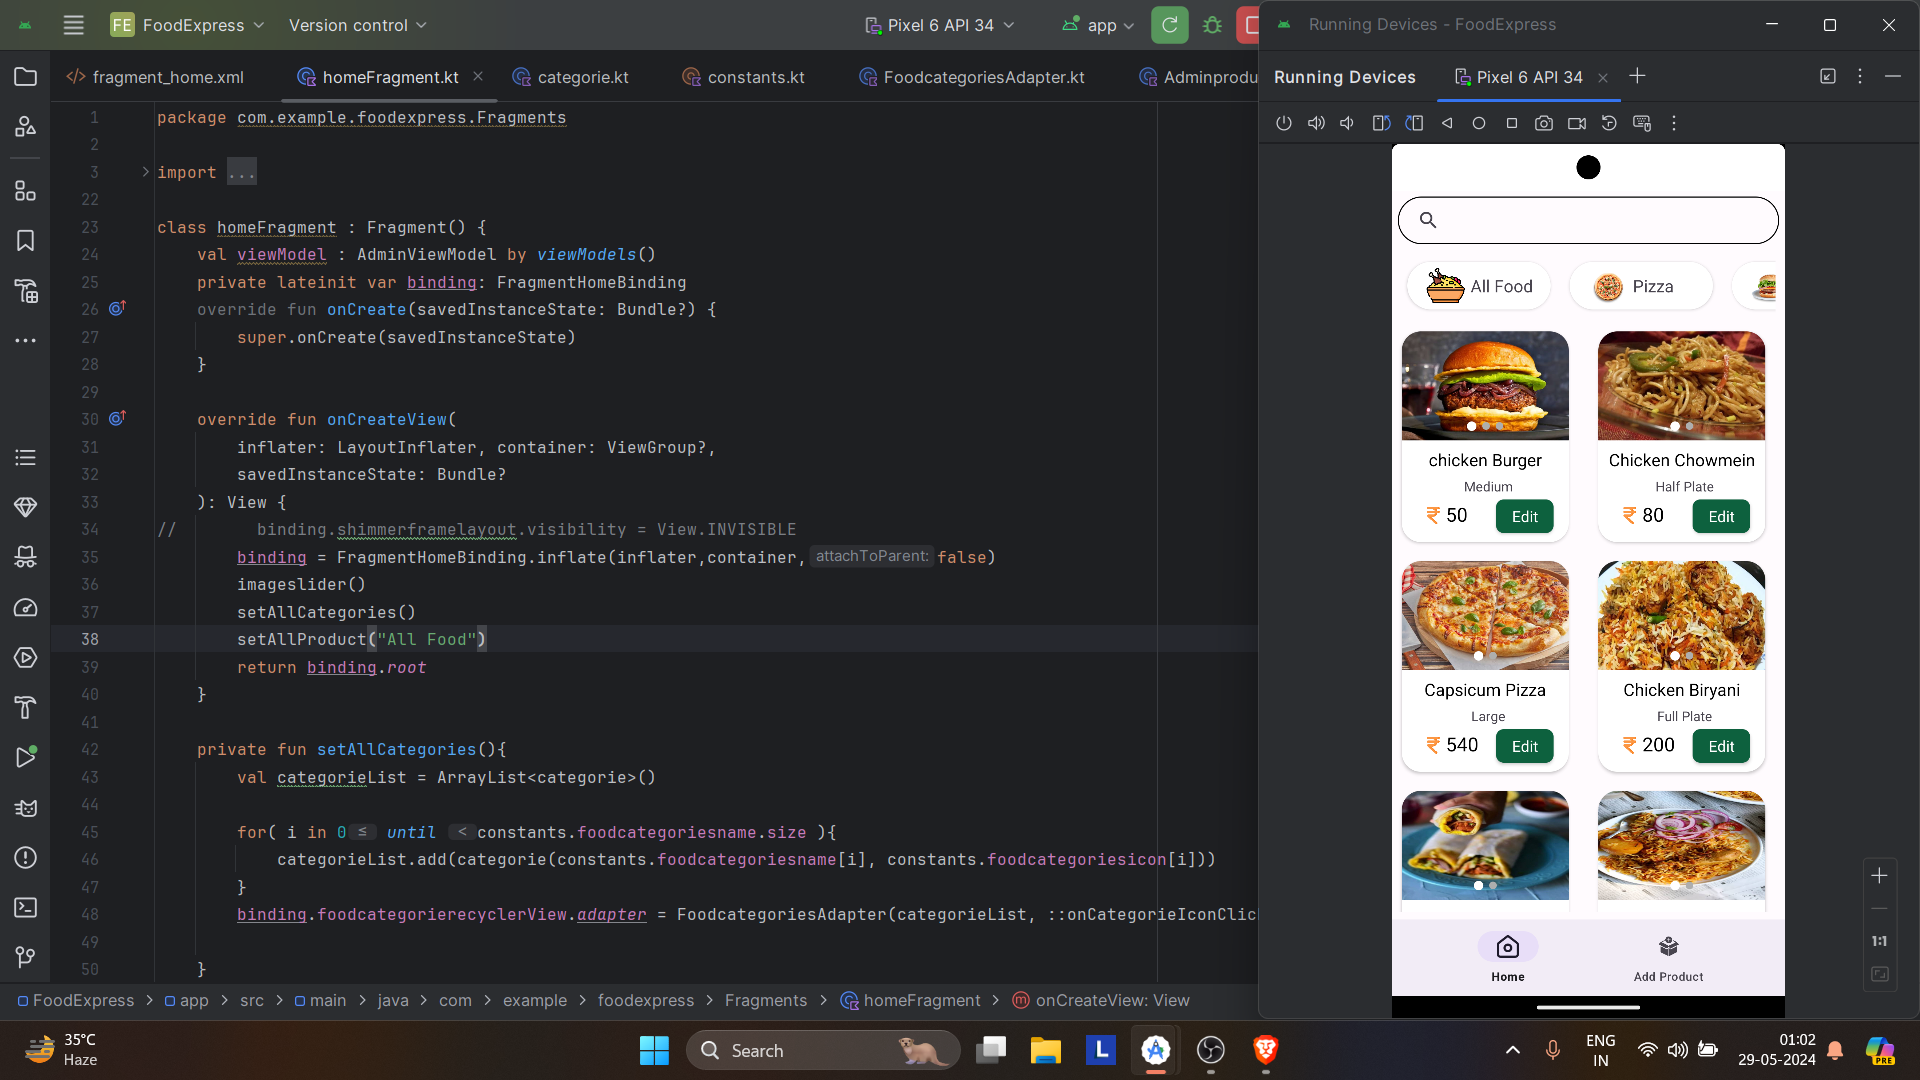 FE FoodExpress Version control Pixel 6 API 34 app
Running Devices - FoodExpress
fragment_home.xml homeFragment.kt categorie.kt constants.kt FoodcategoriesAdapter.kt Adminprodu
Running Devices Pixel 6 API 34
1 package com.example.foodexpress.Fragments
2
3 import ...
22
23 class homeFragment : Fragment() {
24 val viewModel : AdminViewModel by viewModels()
25 private lateinit var binding: FragmentHomeBinding
26 override fun onCreate(savedInstanceState: Bundle?) {
27 super.onCreate(savedInstanceState)
28 }
29
30 override fun onCreateView(
31 inflater: LayoutInflater, container: ViewGroup?,
32 savedInstanceState: Bundle?
33 ): View {
34 // binding.shimmerframelayout.visibility = View.INVISIBLE
35 binding = FragmentHomeBinding.inflate(inflater,container, attachToParent: false)
36 imageslider()
37 setAllCategories()
38 setAllProduct("All Food")
39 return binding.root
40 }
41
42 private fun setAllCategories(){
43 val categorieList = ArrayList<categorie>()
44
45 for( i in 0 ≤ until < constants.foodcategoriesname.size ){
46 categorieList.add(categorie(constants.foodcategoriesname[i], constants.foodcategoriesicon[i]))
47 }
48 binding.foodcategorierecyclerView.adapter = FoodcategoriesAdapter(categorieList, ::onCategorieIconClic
49
50 }
All Food Pizza
chicken Burger Chicken Chowmein
Medium Half Plate
₹ 50 Edit ₹ 80 Edit
Capsicum Pizza Chicken Biryani
Large Full Plate
₹ 540 Edit ₹ 200 Edit
Home Add Product
1:1
FoodExpress > app > src > main > java > com > example > foodexpress > Fragments > homeFragment > onCreateView: View
35°C
Haze
Search
L
ENG
IN
01:02
29-05-2024
PRE